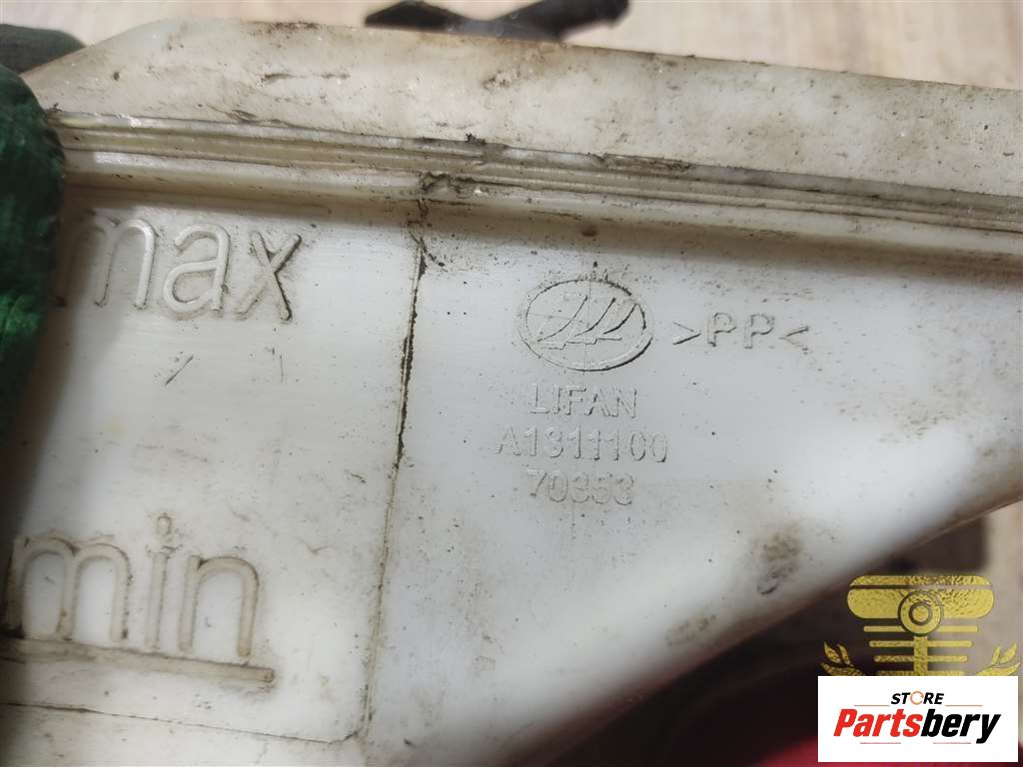 max
>PP<
LIFAN
A1311100
70353
min
STORE
Partsbery